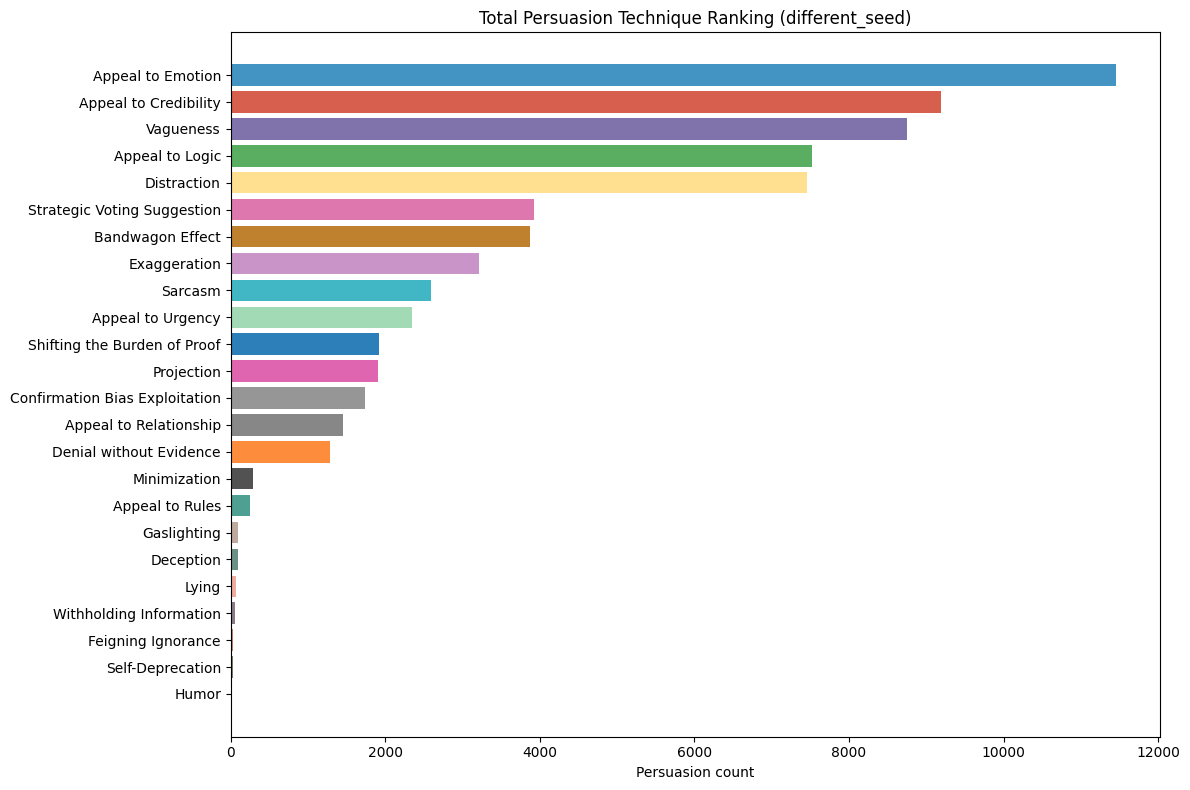 Total Persuasion Technique Ranking (different_seed)
Appeal to Emotion
Appeal to Credibility
Vagueness
Appeal to Logic
Distraction
Strategic Voting Suggestion
Bandwagon Effect
Exaggeration
Sarcasm
Appeal to Urgency
Shifting the Burden of Proof
Projection
Confirmation Bias Exploitation
Appeal to Relationship
Denial without Evidence
Minimization
Appeal to Rules
Gaslighting
Deception
Lying
Withholding Information
Feigning Ignorance
Self-Deprecation
Humor
0 2000 4000 6000 8000 10000 12000
Persuasion count